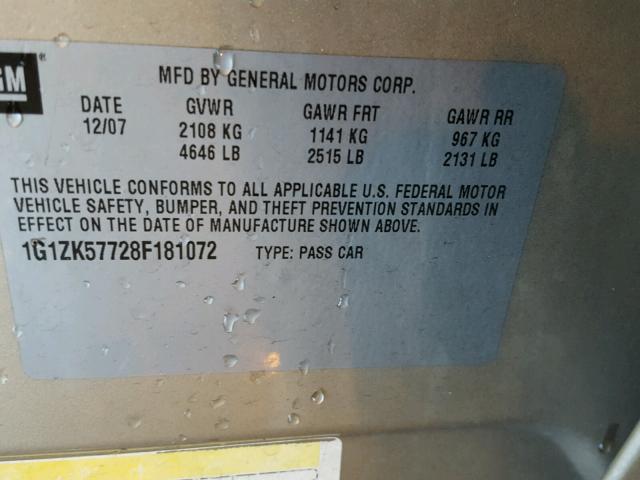 GM ®
MFD BY GENERAL MOTORS CORP.
DATE GVWR GAWR FRT GAWR RR
12/07 2108 KG 1141 KG 967 KG
4646 LB 2515 LB 2131 LB
THIS VEHICLE CONFORMS TO ALL APPLICABLE U.S. FEDERAL MOTOR
VEHICLE SAFETY, BUMPER, AND THEFT PREVENTION STANDARDS IN
EFFECT ON THE DATE OF MANUFACTURE SHOWN ABOVE.
1G1ZK57728F181072 TYPE: PASS CAR